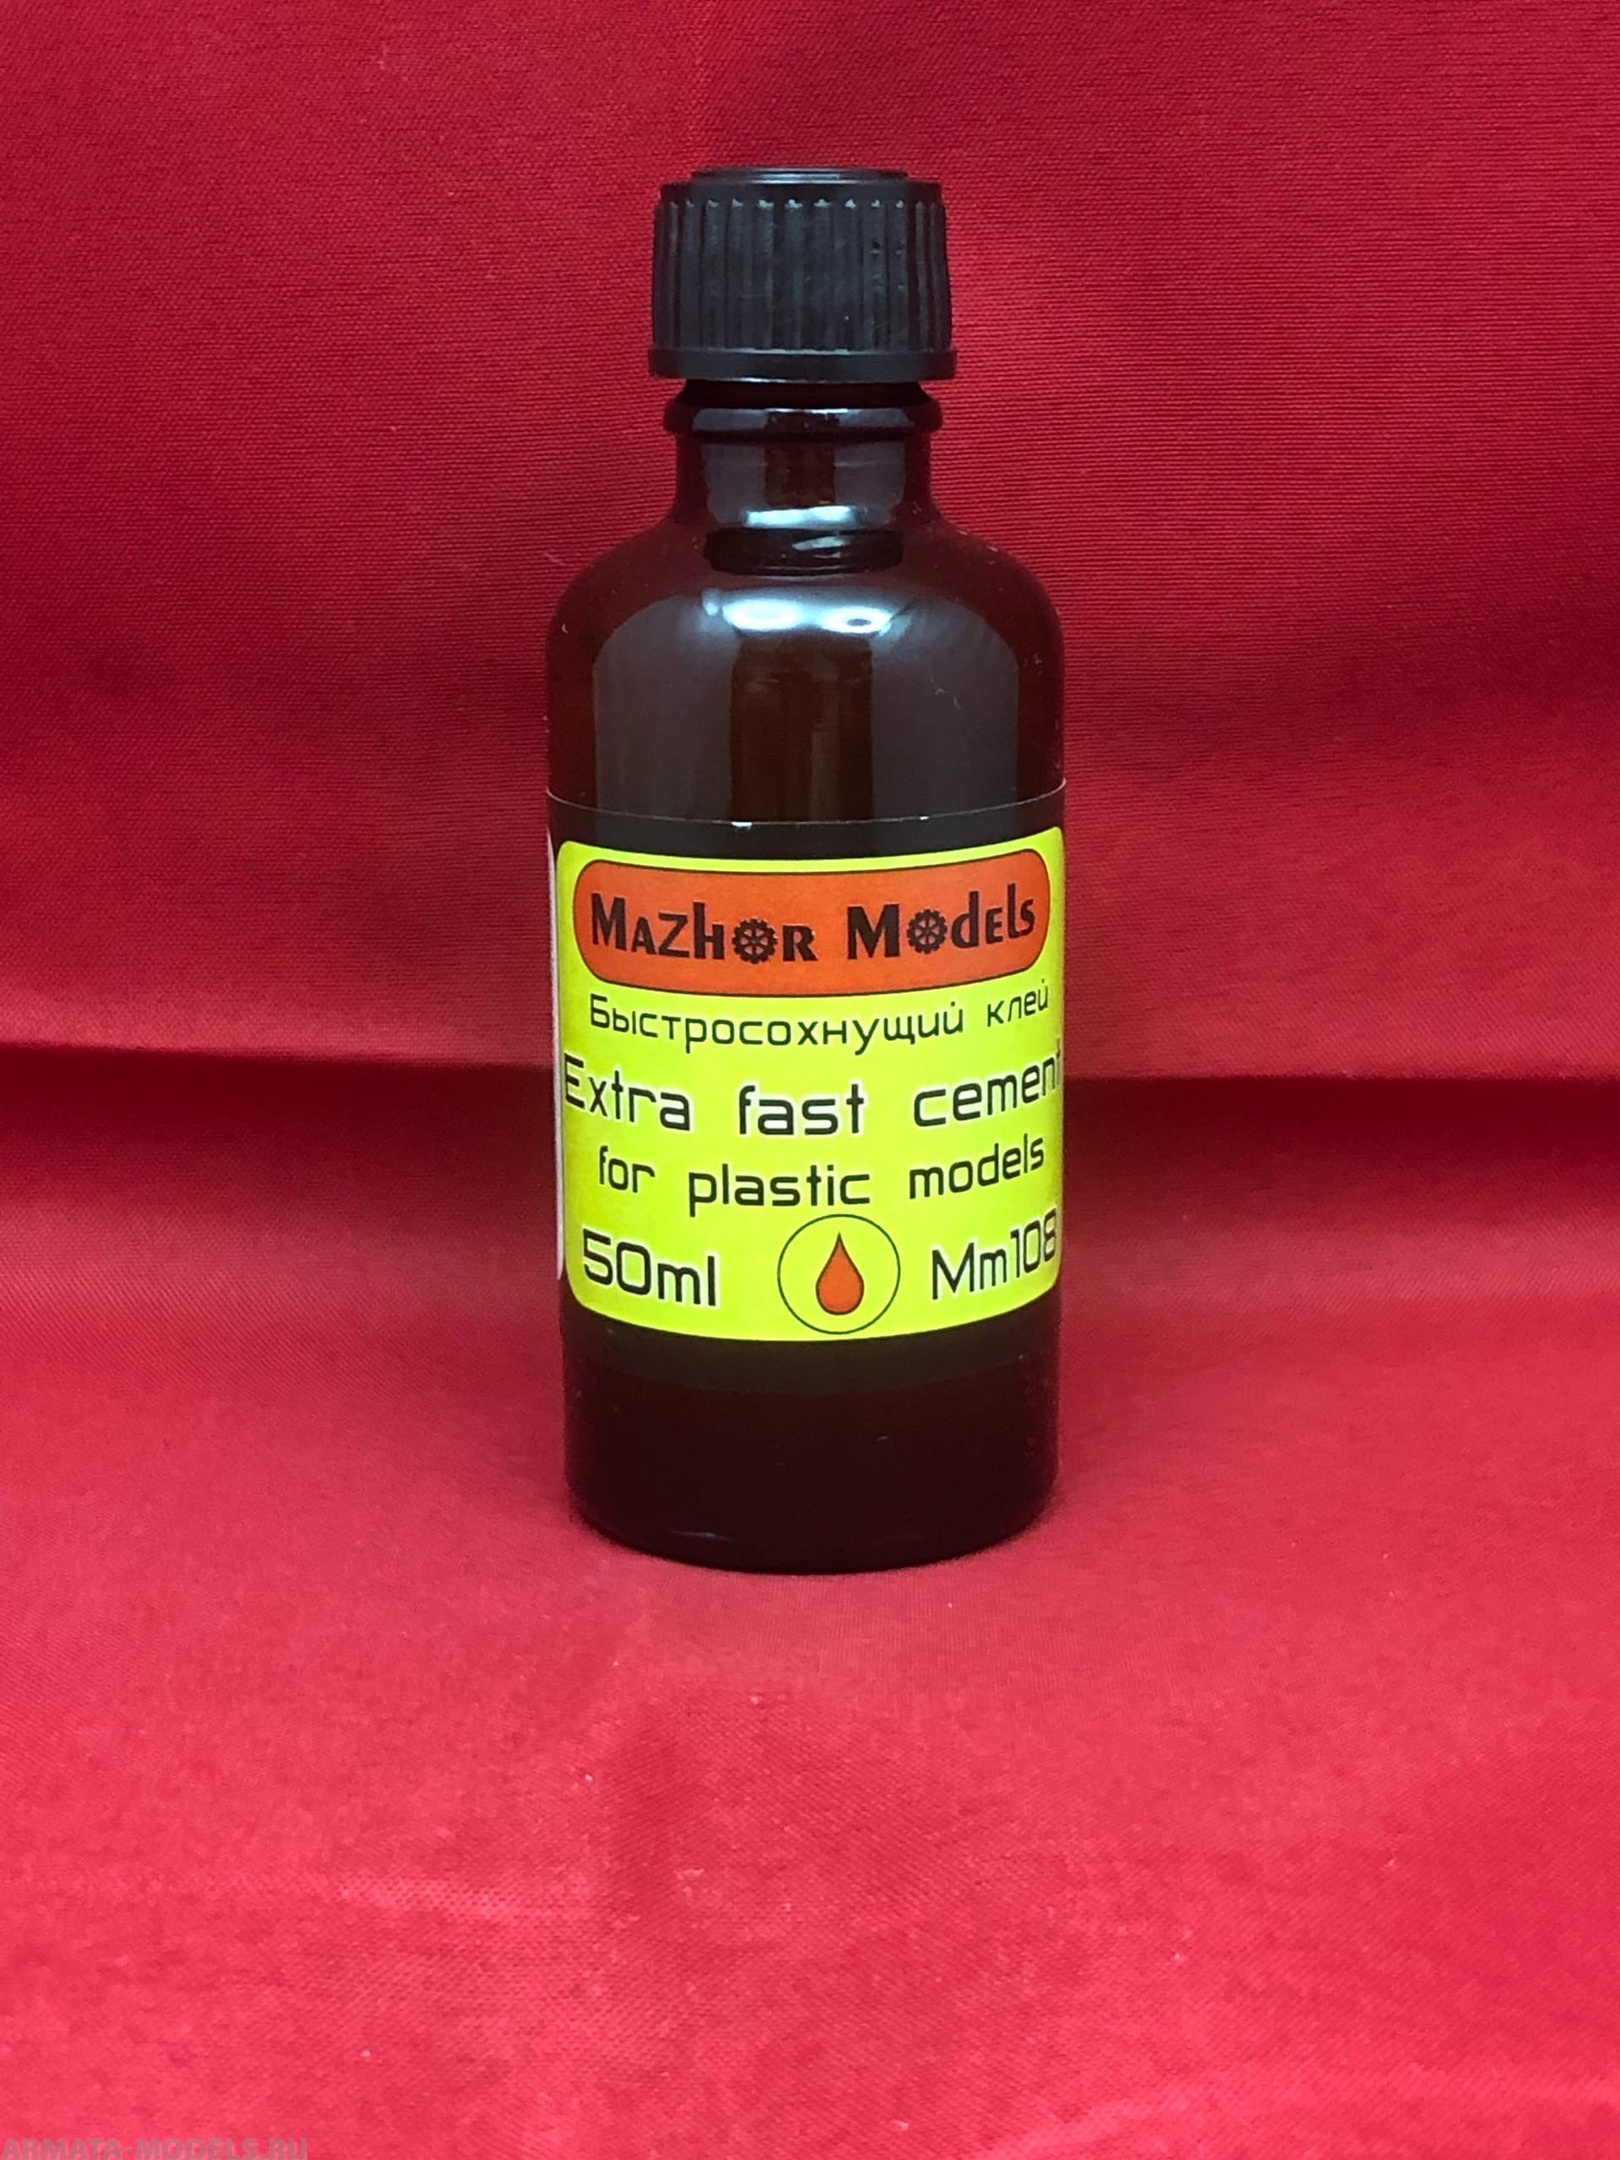 MaZhor Models
Быстросохнущий клей
Extra fast cement
for plastic models
50ml Mm108
ARMATA-MODELS.RU